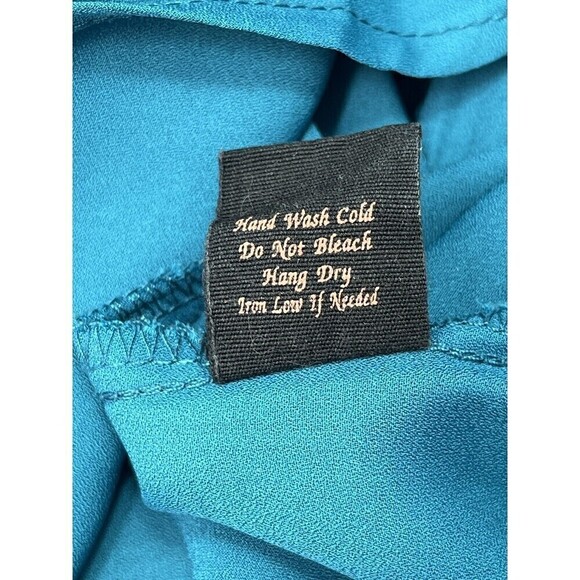 Hand Wash Cold
Do Not Bleach
Hang Dry
Iron Low If Needed